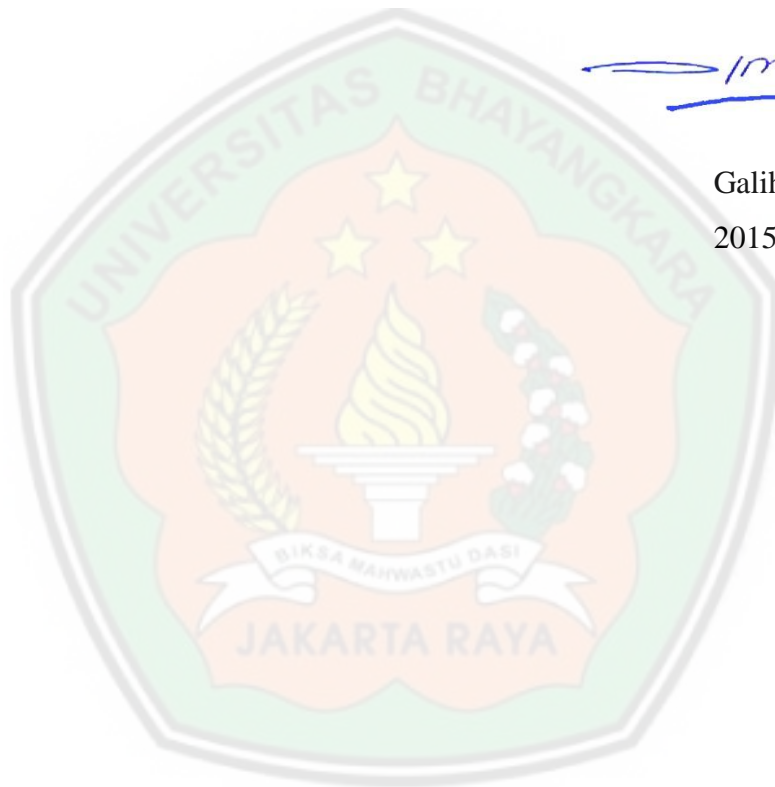 UNIVERSITAS BHAYANGKARA
Galih
2015
BIKSA MAHWASTU DASI
JAKARTA RAYA